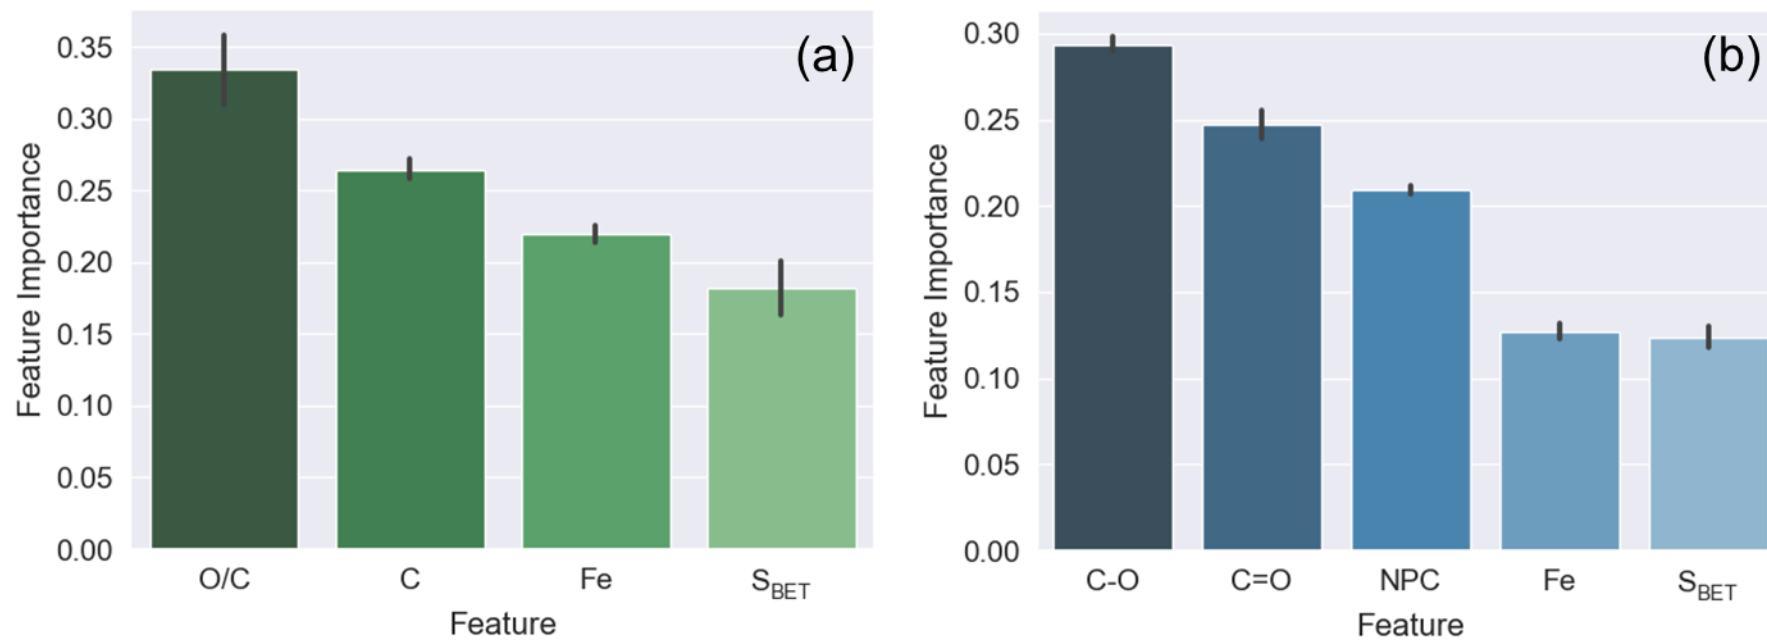 (a)
Feature Importance
0.35
0.30
0.25
0.20
0.15
0.10
0.05
0.00
O/C C Fe S_BET
Feature
(b)
Feature Importance
0.30
0.25
0.20
0.15
0.10
0.05
0.00
C-O C=O NPC Fe S_BET
Feature